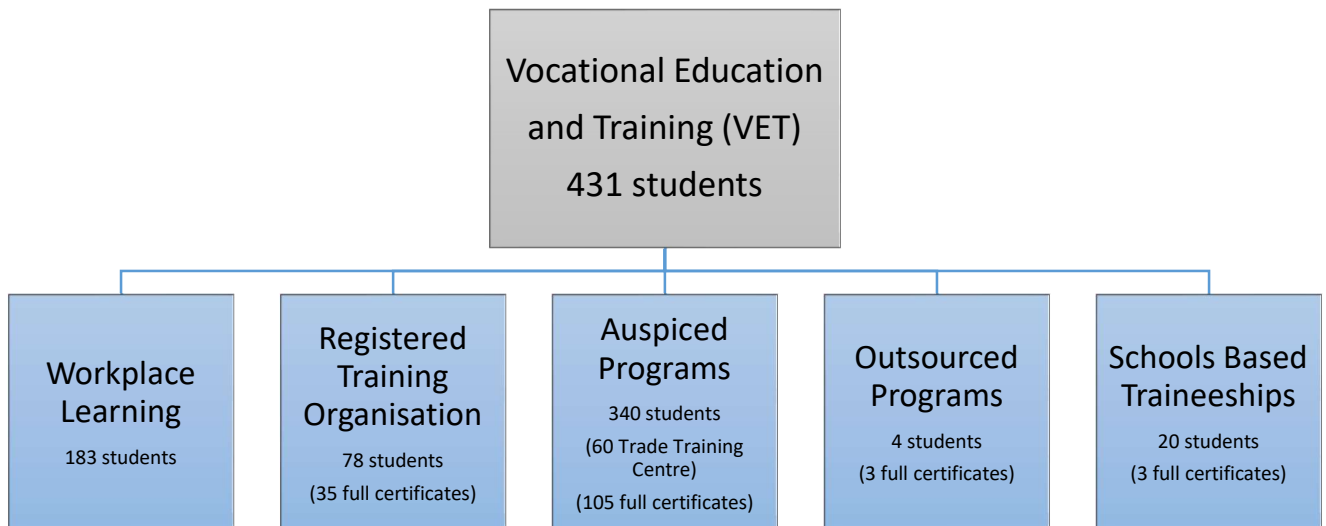 Vocational Education
and Training (VET)
431 students
Workplace
Learning
183 students
Registered
Training
Organisation
78 students
(35 full certificates)
Auspiced
Programs
340 students
(60 Trade Training
Centre)
(105 full certificates)
Outsourced
Programs
4 students
(3 full certificates)
Schools Based
Traineeships
20 students
(3 full certificates)